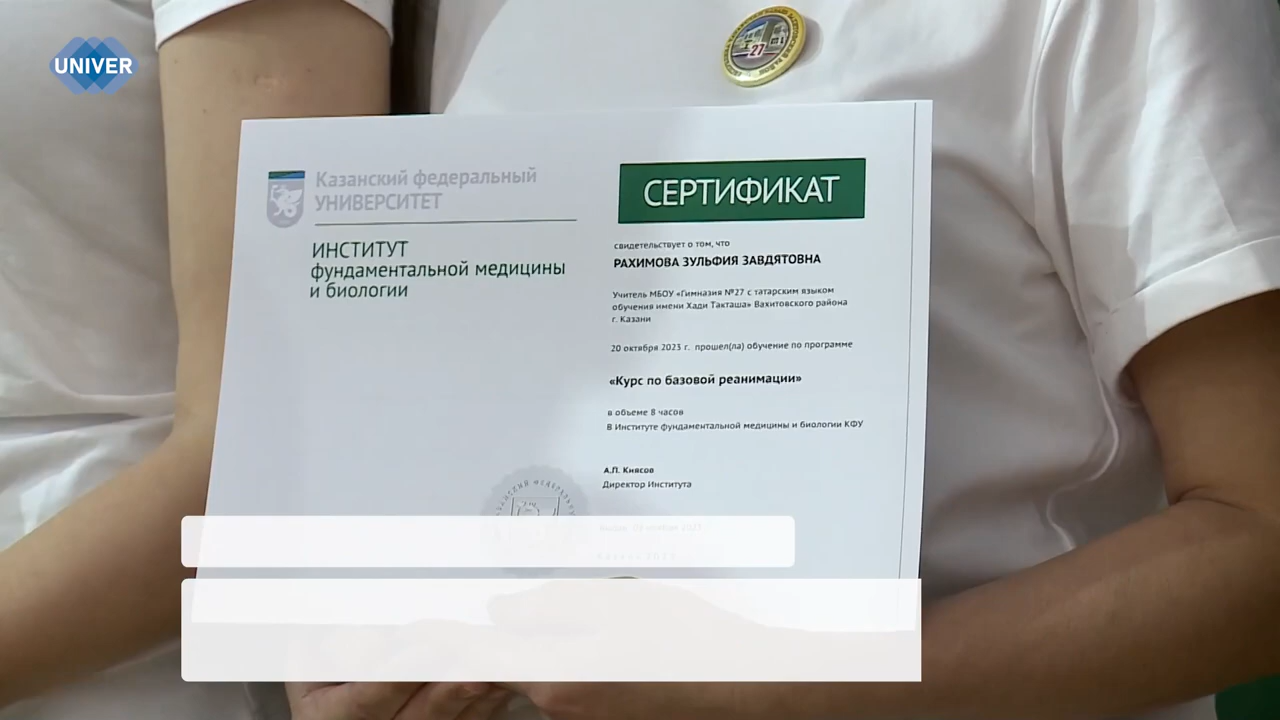 UNIVER
27
Казанский федеральный
УНИВЕРСИТЕТ
ИНСТИТУТ
фундаментальной медицины
и биологии
СЕРТИФИКАТ
свидетельствует о том, что
РАХИМОВА ЗУЛЬФИЯ ЗАВДЯТОВНА
Учитель МБОУ «Гимназия №27 с татарским языком
обучения имени Хади Такташа» Вахитовского района
г. Казани
20 октября 2023 г. прошел(ла) обучение по программе
«Курс по базовой реанимации»
в объеме 8 часов
В Институте фундаментальной медицины и биологии КФУ
А.П. Киясов
Директор Института